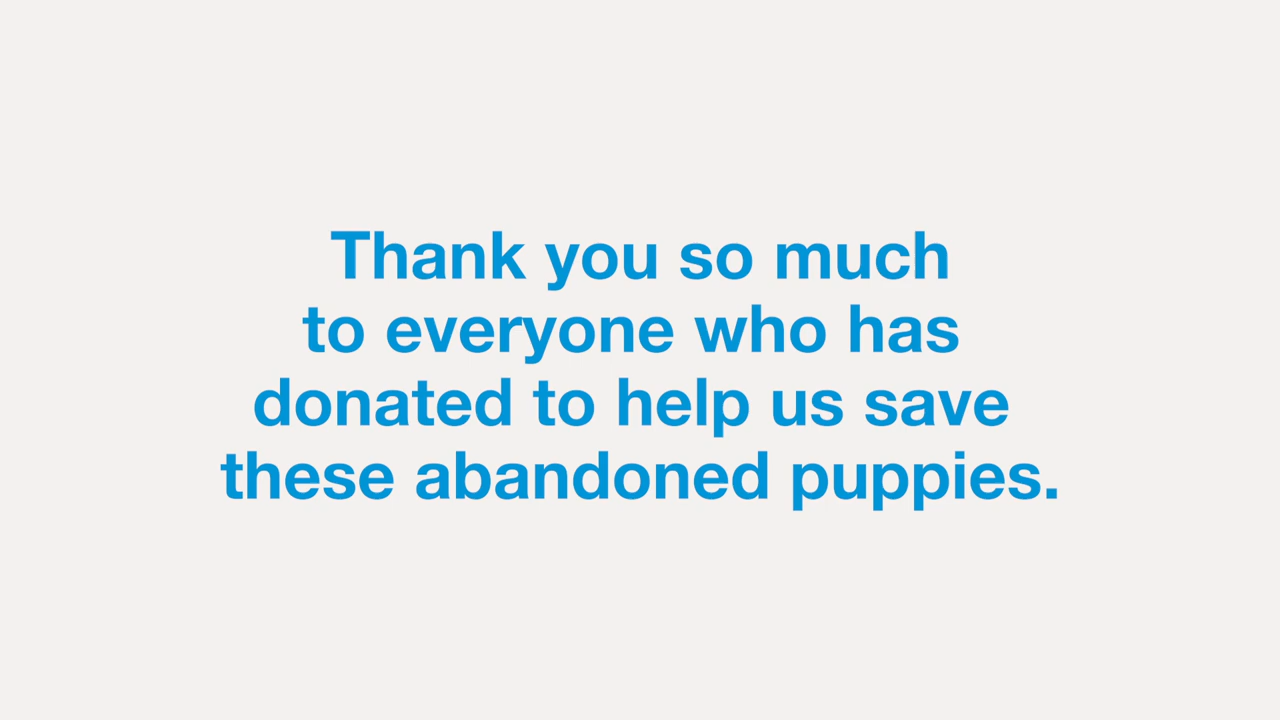 Thank you so much
to everyone who has
donated to help us save
these abandoned puppies.